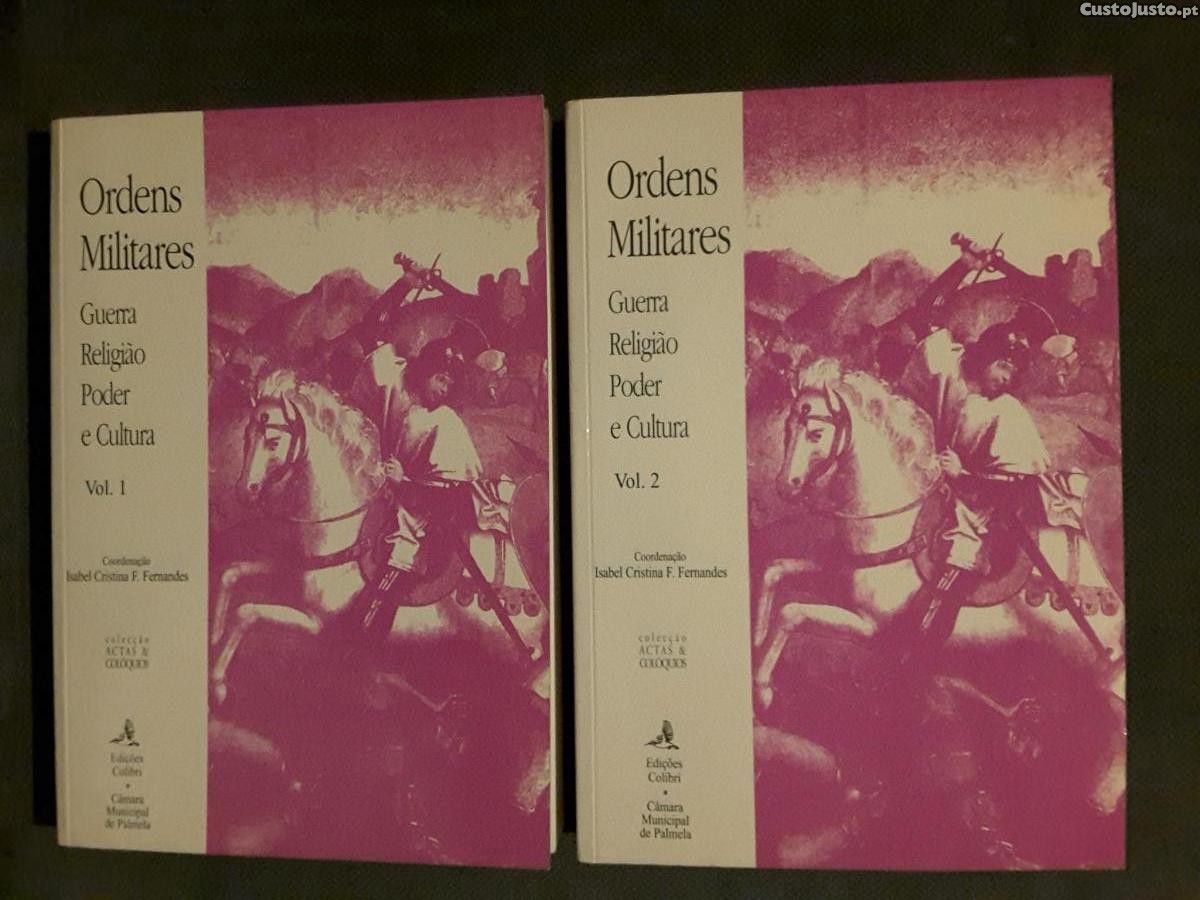 CustoJusto.pt
Ordens
Militares
Guerra
Religião
Poder
e Cultura
Vol. 1
Coordenação
Isabel Cristina F. Fernandes
colecção
ACTAS &
COLÓQUIOS
Edições
Colibri
•
Câmara
Municipal
de Palmela
Ordens
Militares
Guerra
Religião
Poder
e Cultura
Vol. 2
Coordenação
Isabel Cristina F. Fernandes
colecção
ACTAS &
COLÓQUIOS
Edições
Colibri
•
Câmara
Municipal
de Palmela